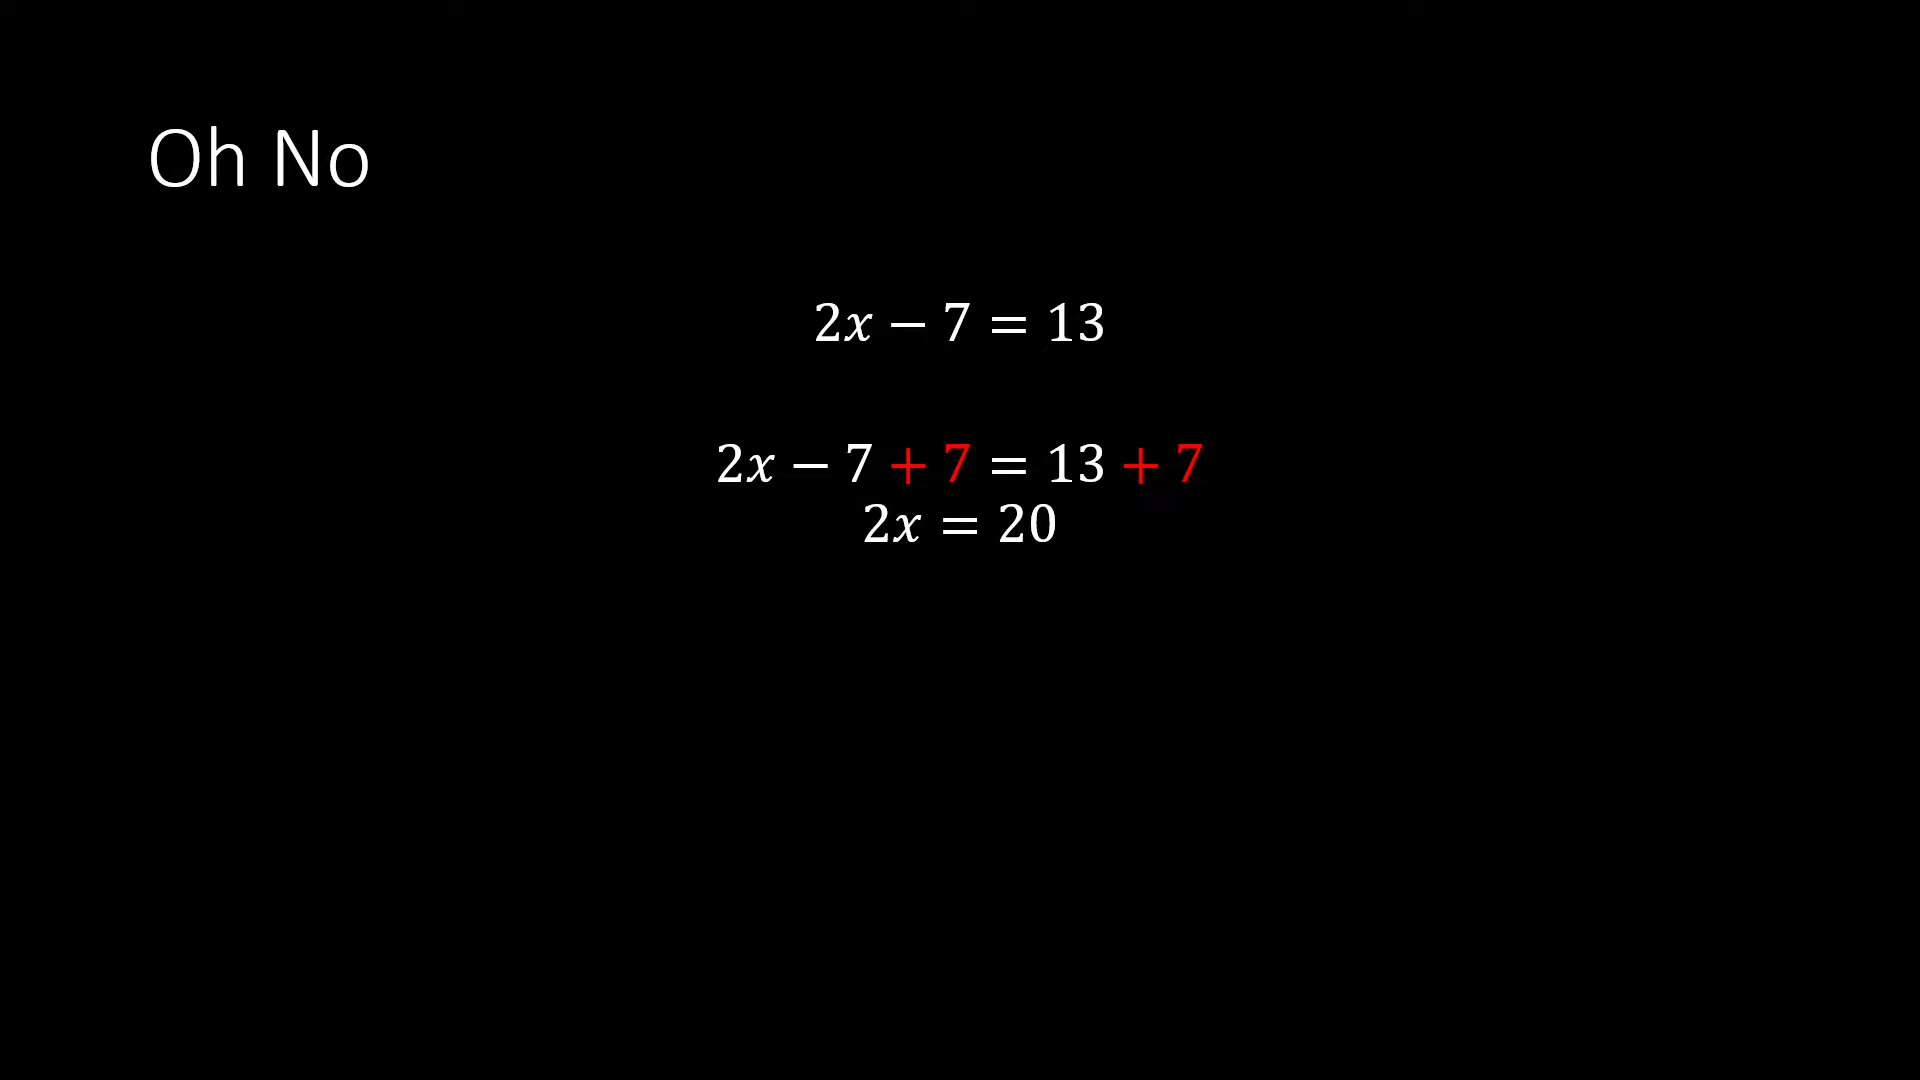 Oh No
2x − 7 = 13
2x − 7 + 7 = 13 + 7
2x = 20